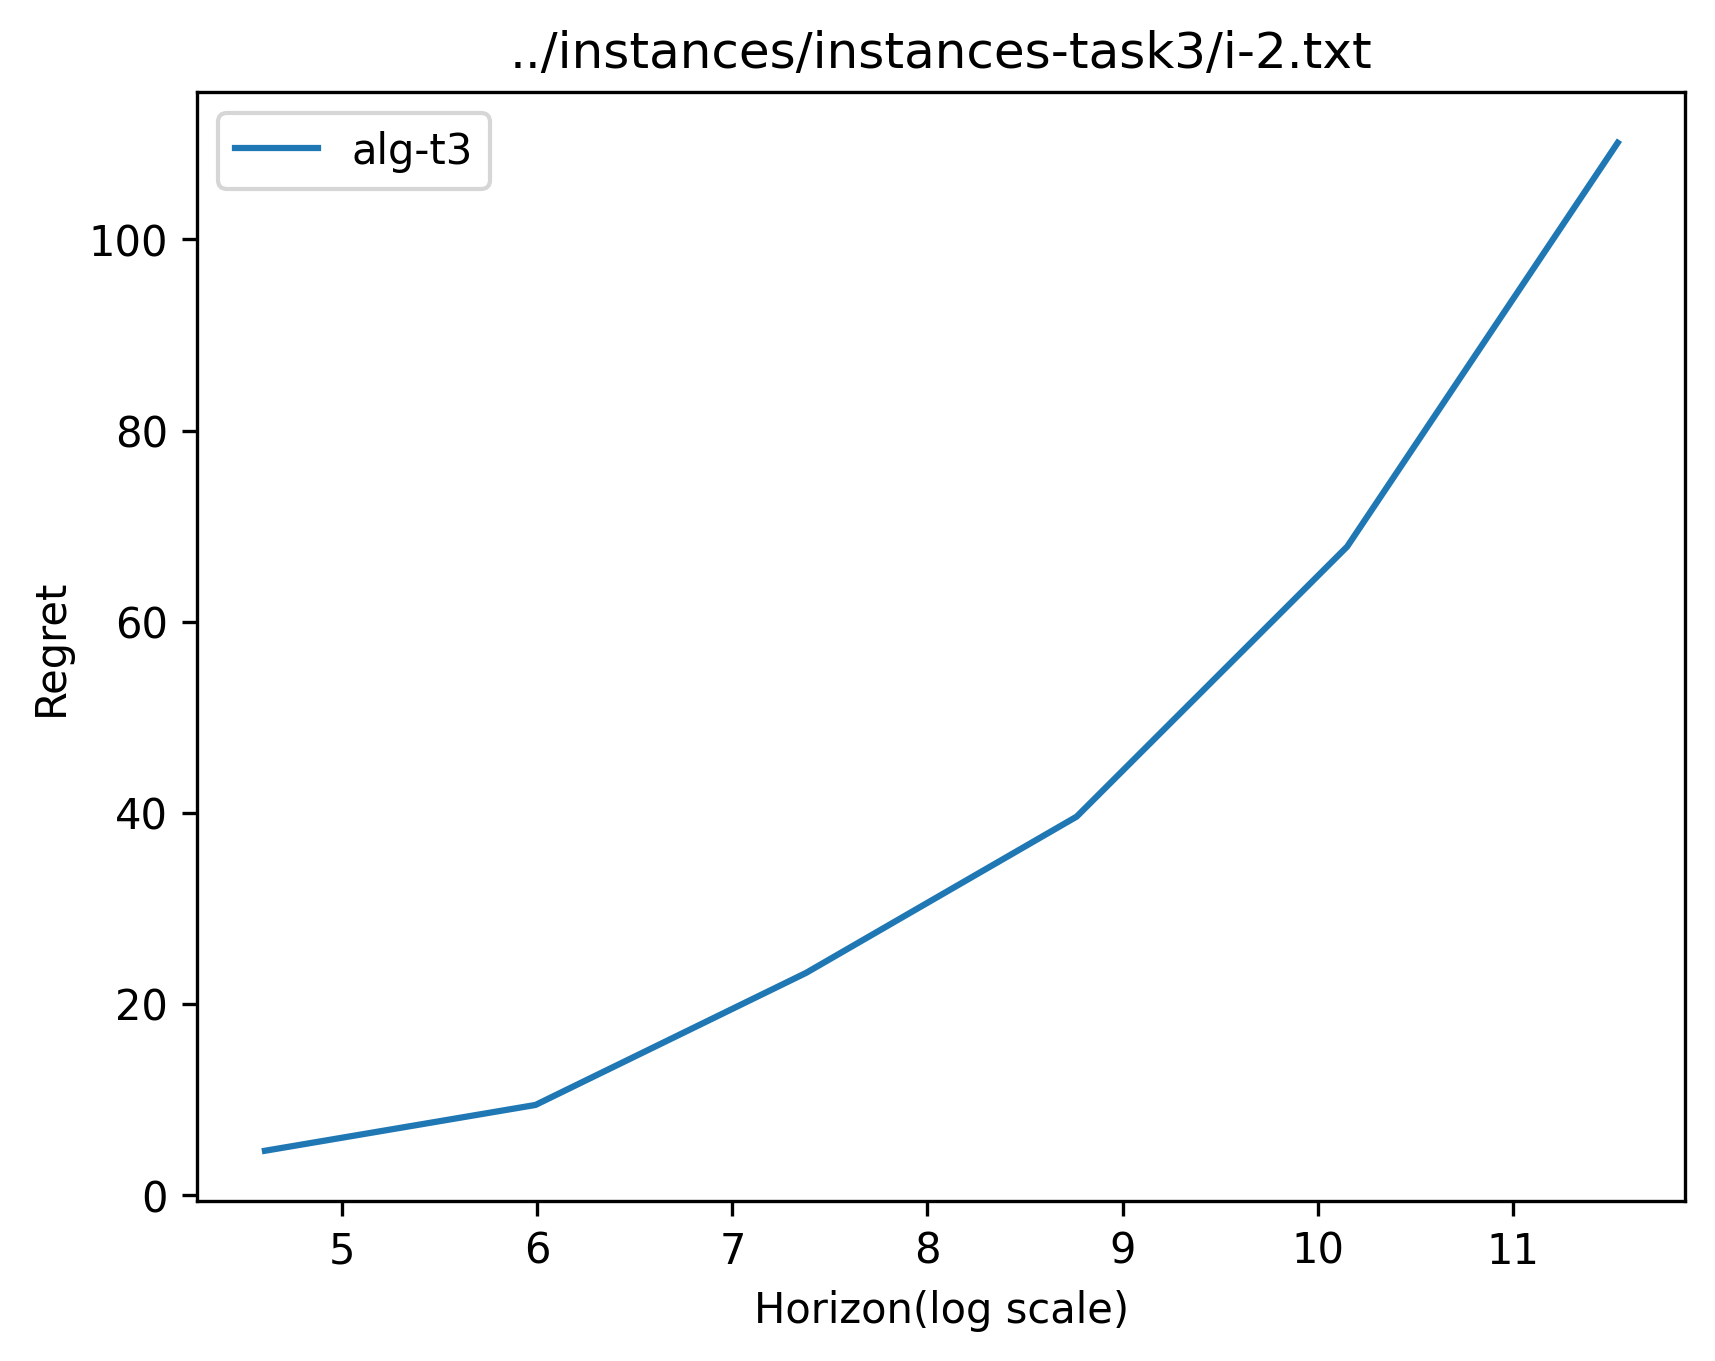 ../instances/instances-task3/i-2.txt
alg-t3
100
80
60
40
20
0
Regret
5 6 7 8 9 10 11
Horizon(log scale)